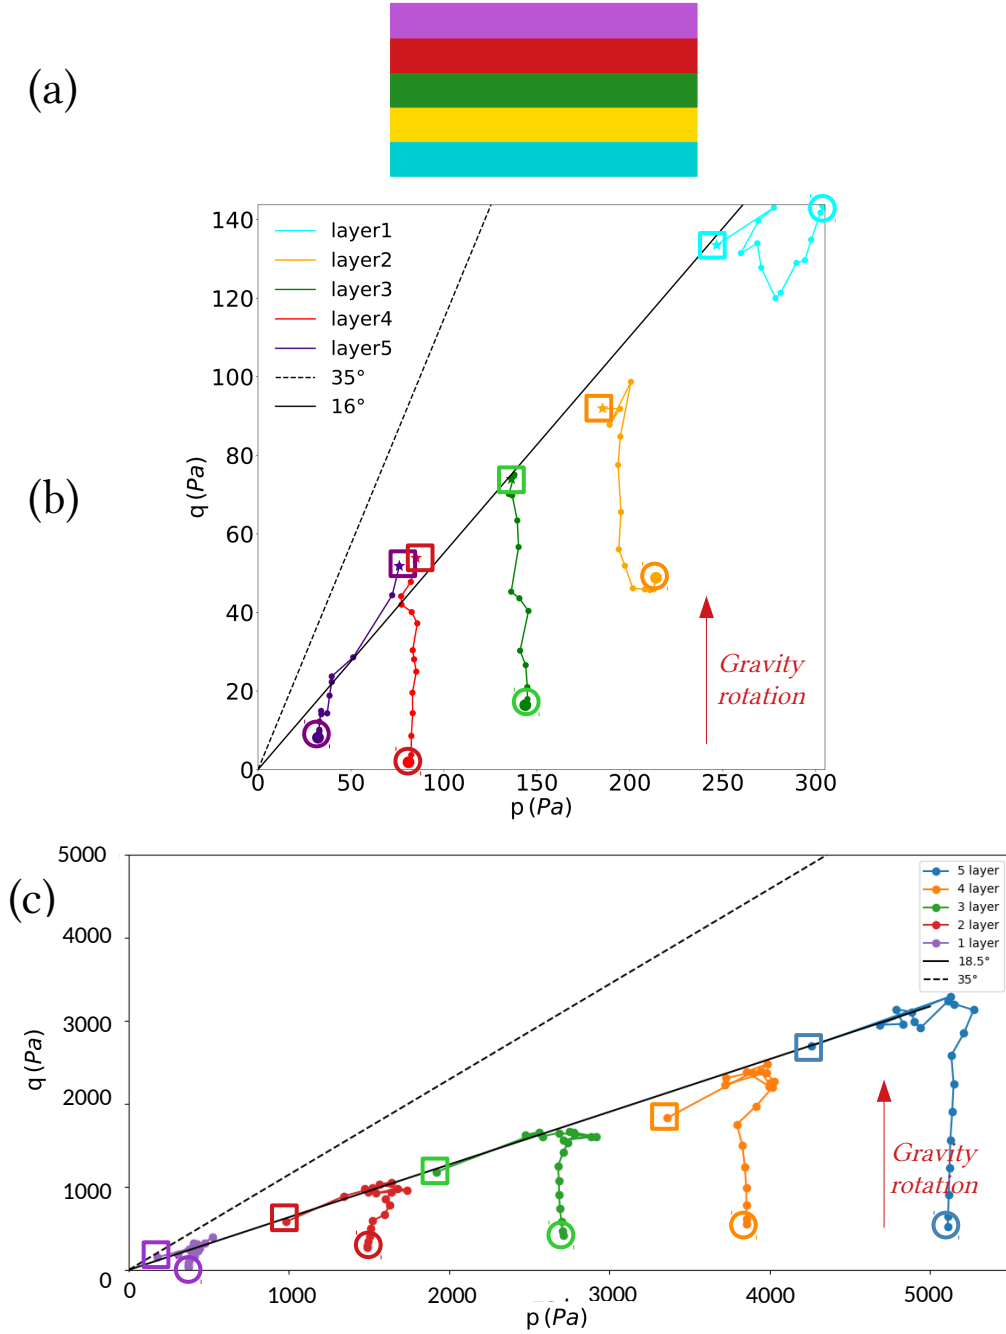 (a)
140
120
100
80
60
40
20
0
q (Pa)
layer1
layer2
layer3
layer4
layer5
35°
16°
(b)
Gravity
rotation
0 50 100 150 200 250 300
p (Pa)
(c)
5000
4000
3000
2000
1000
0
q (Pa)
5 layer
4 layer
3 layer
2 layer
1 layer
18.5°
35°
Gravity
rotation
0 1000 2000 3000 4000 5000
p (Pa)